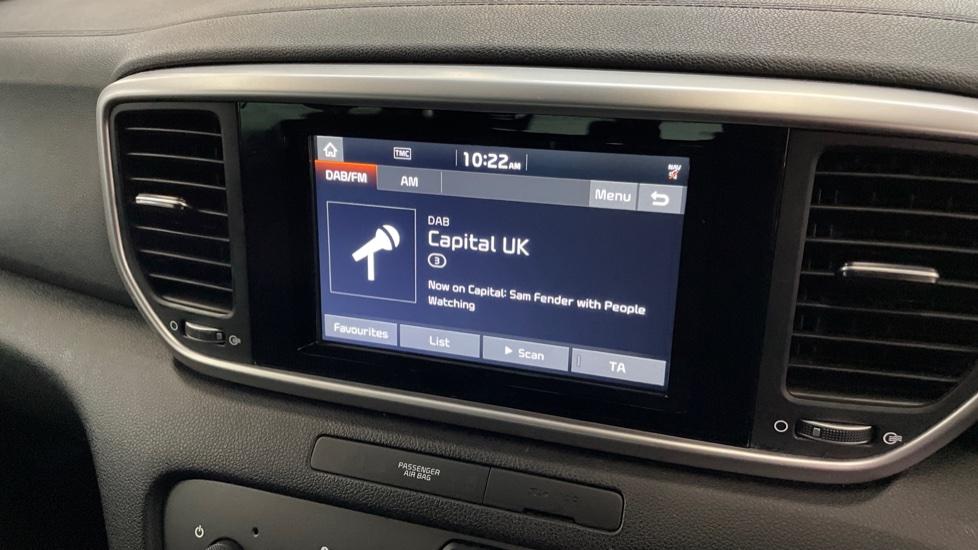 TMC
10:22AM
NAV
DAB/FM
AM
Menu
DAB
Capital UK
3
Now on Capital: Sam Fender with People
Watching
Favourites
List
Scan
TA
PASSENGER
AIR BAG